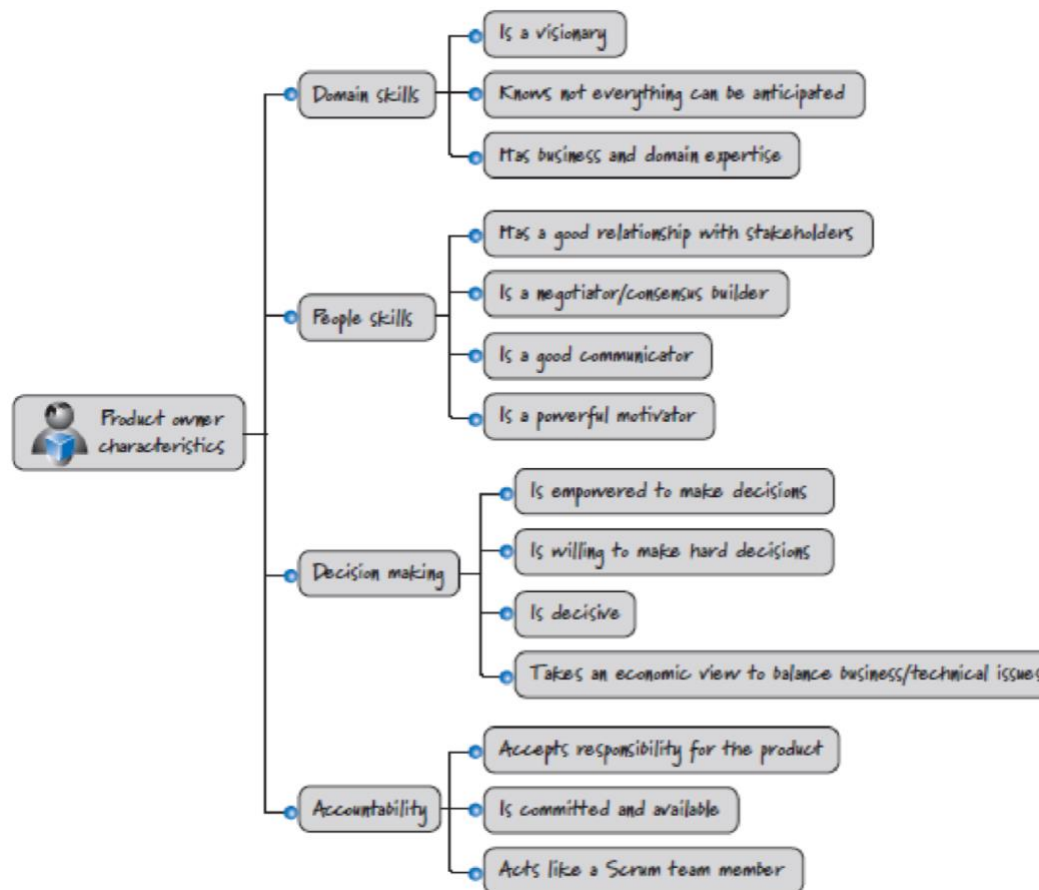 Is a visionary
Domain skills
Knows not everything can be anticipated
Has business and domain expertise
Has a good relationship with stakeholders
Is a negotiator/consensus builder
People skills
Is a good communicator
Is a powerful motivator
Product owner
characteristics
Is empowered to make decisions
Is willing to make hard decisions
Decision making
Is decisive
Takes an economic view to balance business/technical issues
Accepts responsibility for the product
Accountability
Is committed and available
Acts like a Scrum team member